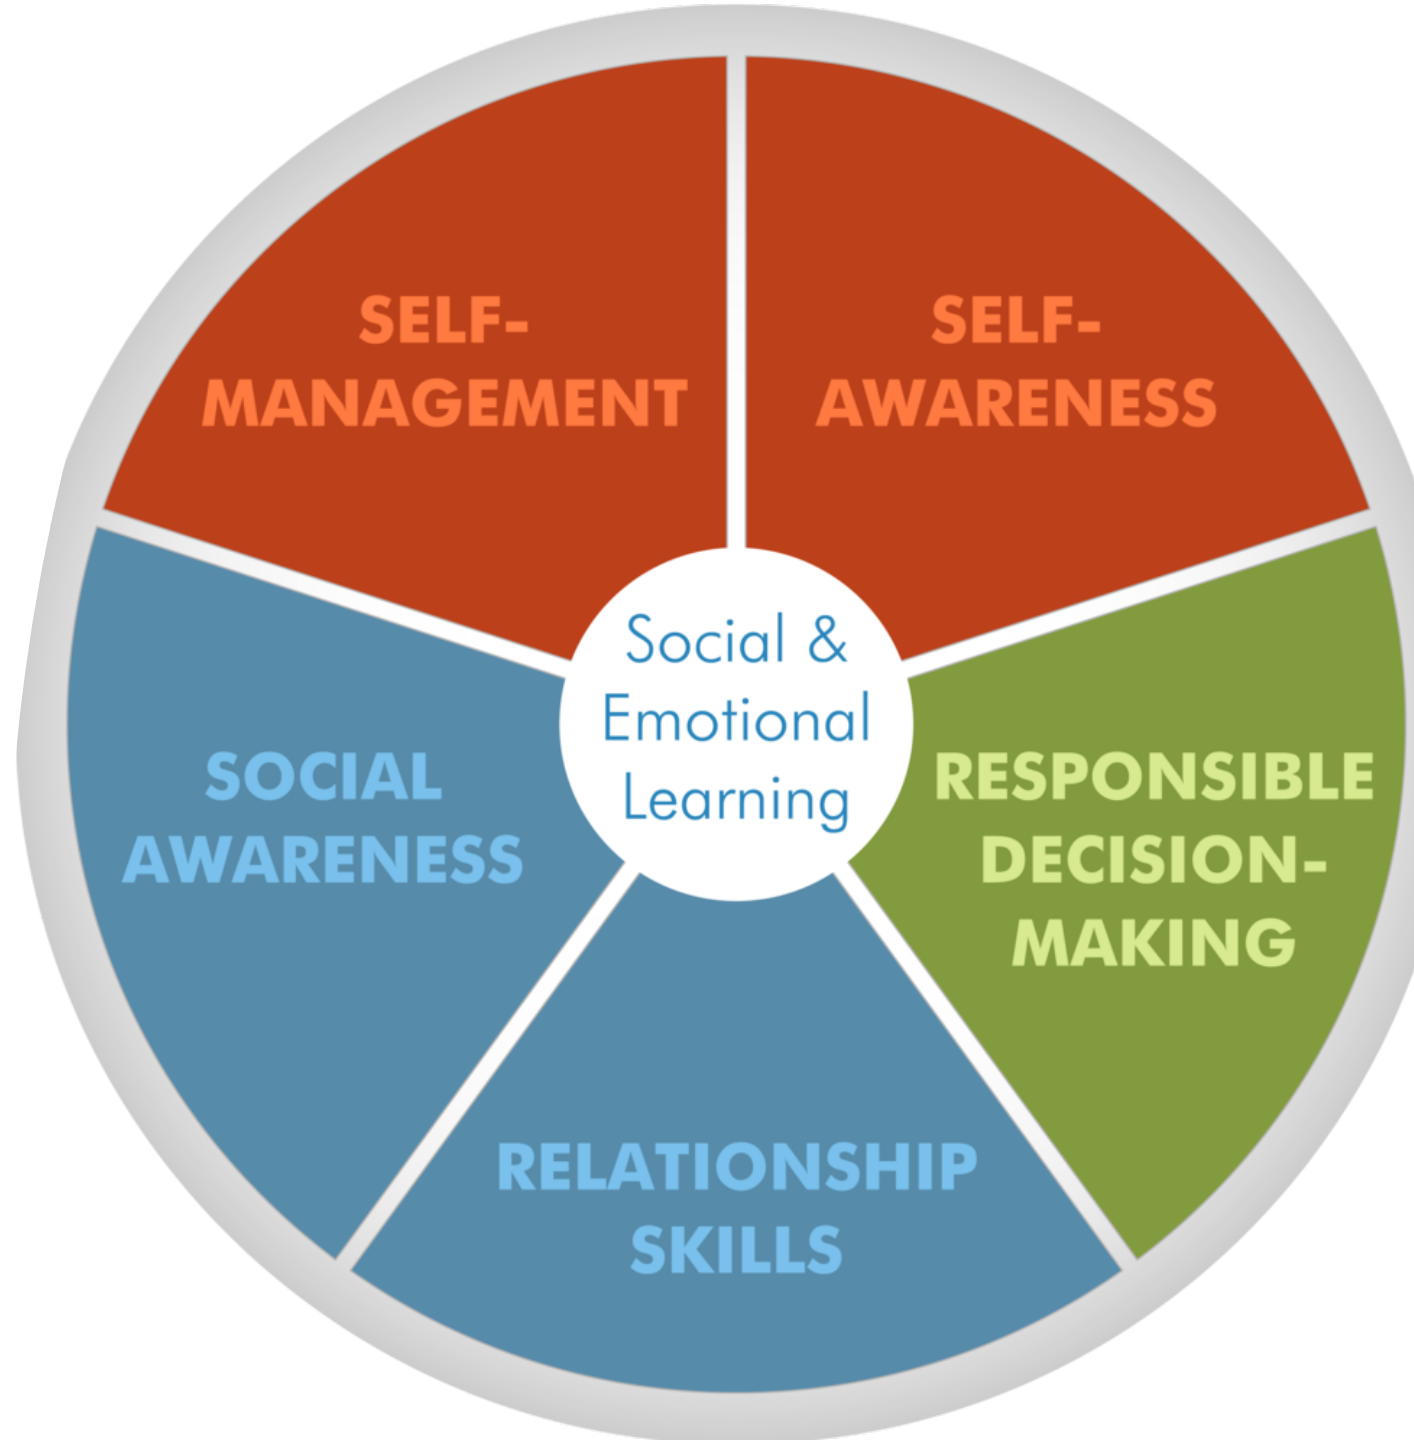 SELF-
MANAGEMENT
SELF-
AWARENESS
Social &
Emotional
Learning
SOCIAL
AWARENESS
RESPONSIBLE
DECISION-
MAKING
RELATIONSHIP
SKILLS